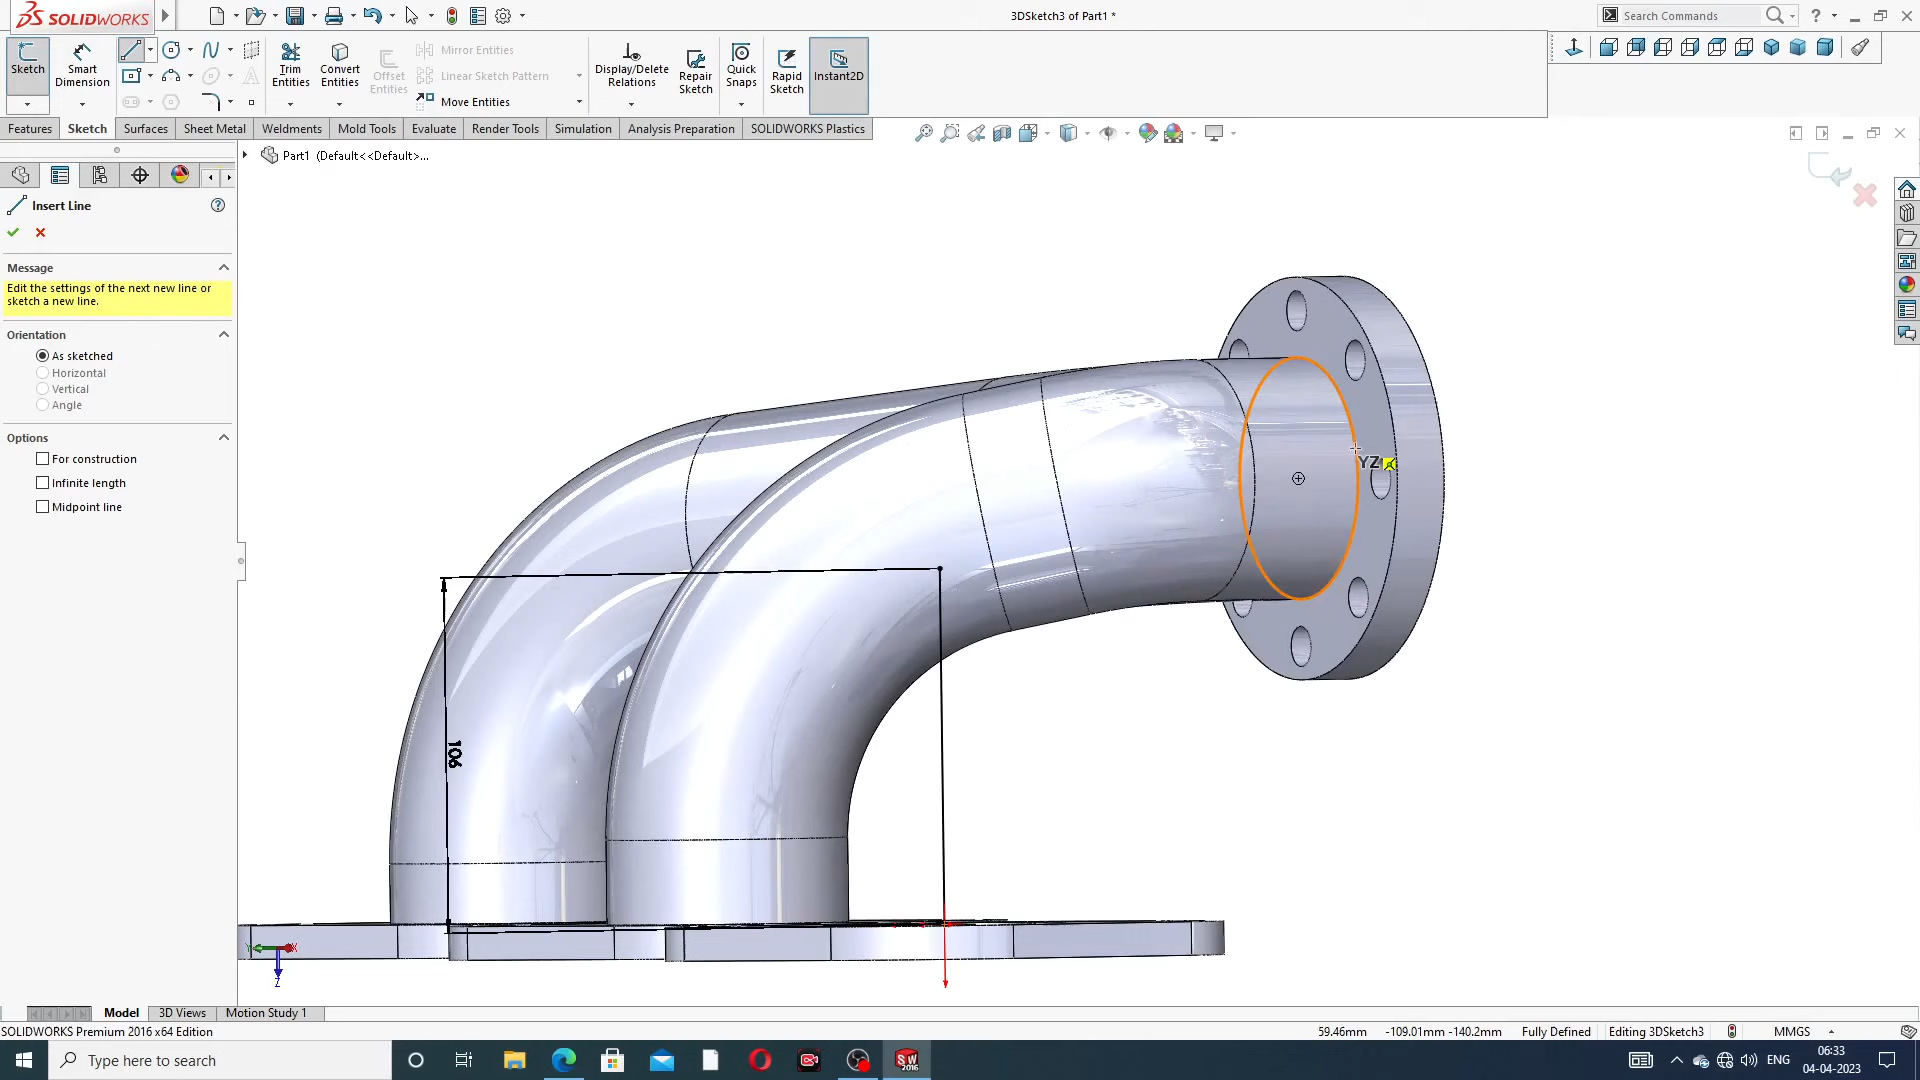 SOLIDWORKS
3DSketch3 of Part1 *
Search Commands
Sketch
Smart Dimension
Trim Entities
Convert Entities
Offset Entities
Mirror Entities
Linear Sketch Pattern
Move Entities
Display/Delete Relations
Repair Sketch
Quick Snaps
Rapid Sketch
Instant2D
Features
Sketch
Surfaces
Sheet Metal
Weldments
Mold Tools
Evaluate
Render Tools
Simulation
Analysis Preparation
SOLIDWORKS Plastics
Part1 (Default<<Default>...
Insert Line
Message
Edit the settings of the next new line or
sketch a new line.
Orientation
As sketched
Horizontal
Vertical
Angle
Options
For construction
Infinite length
Midpoint line
YZ
106
Y
X
Z
Model
3D Views
Motion Study 1
SOLIDWORKS Premium 2016 x64 Edition
59.46mm
-109.01mm -140.2mm
Fully Defined
Editing 3DSketch3
MMGS
Type here to search
SW
2016
ENG
06:33
04-04-2023